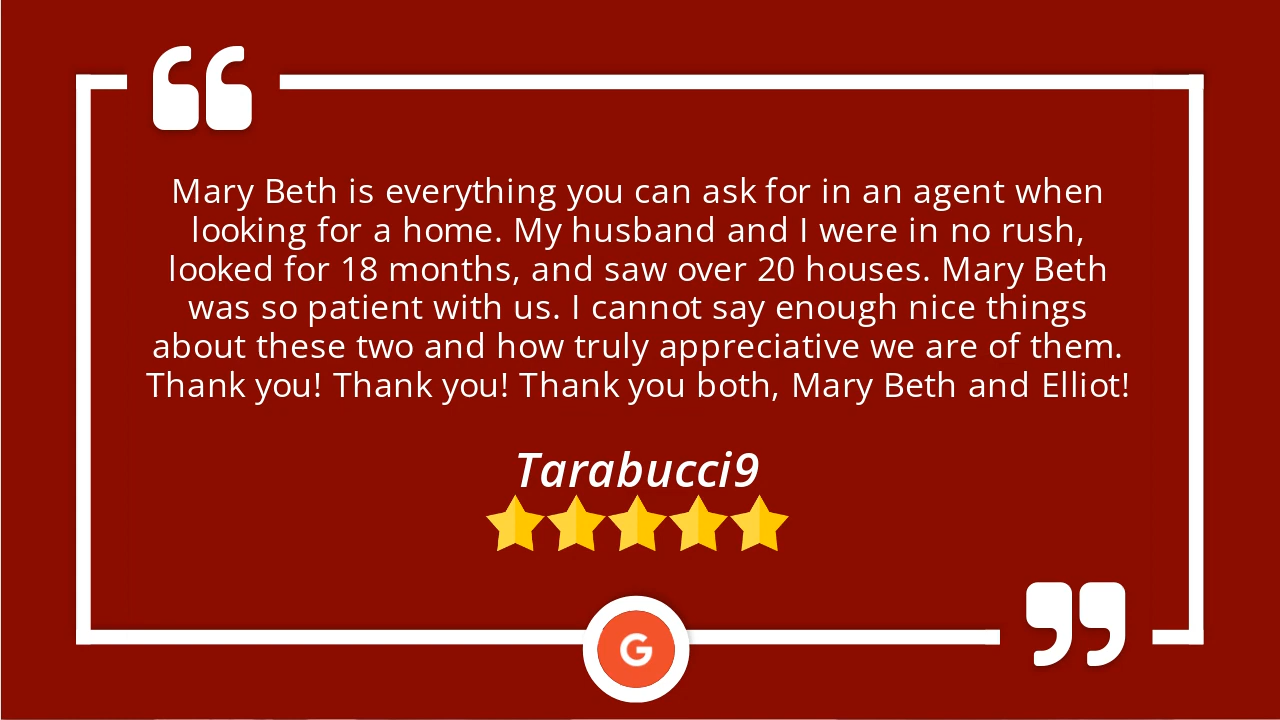 Mary Beth is everything you can ask for in an agent when
looking for a home. My husband and I were in no rush,
looked for 18 months, and saw over 20 houses. Mary Beth
was so patient with us. I cannot say enough nice things
about these two and how truly appreciative we are of them.
Thank you! Thank you! Thank you both, Mary Beth and Elliot!
Tarabucci9
G